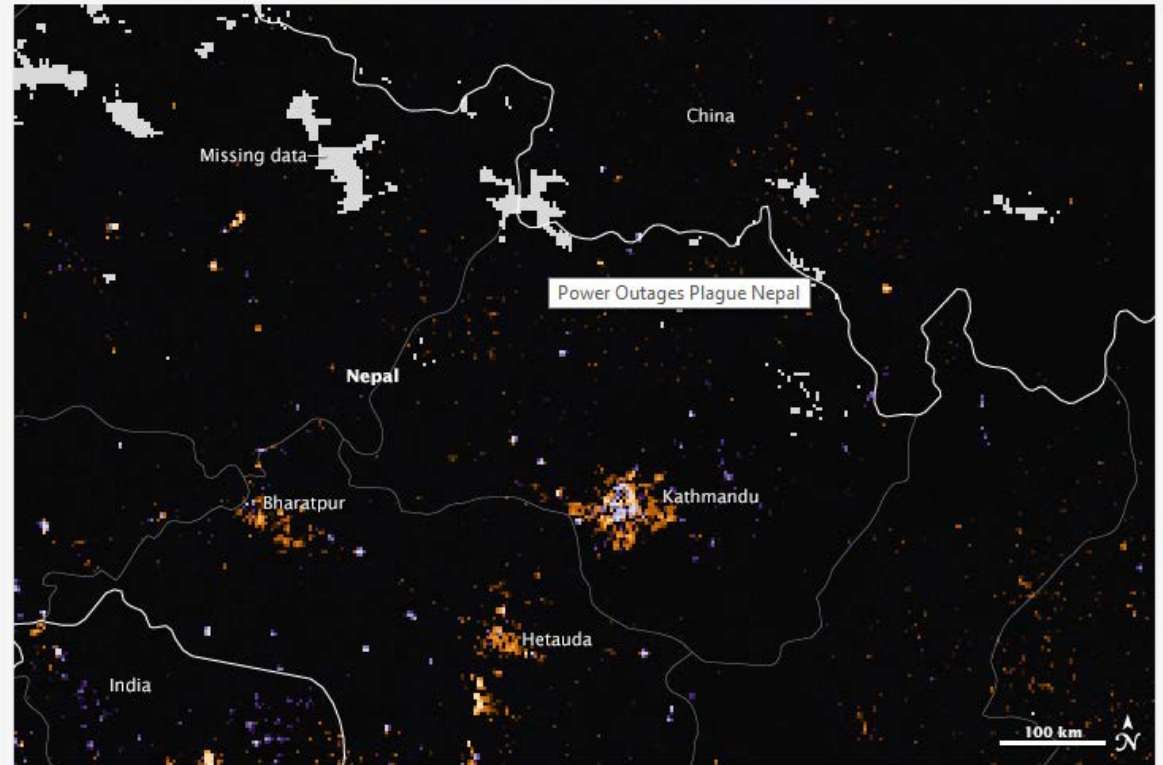 China
Missing data
Power Outages Plague Nepal
Nepal
Kathmandu
Bharatpur
Hetauda
India
100 km
N